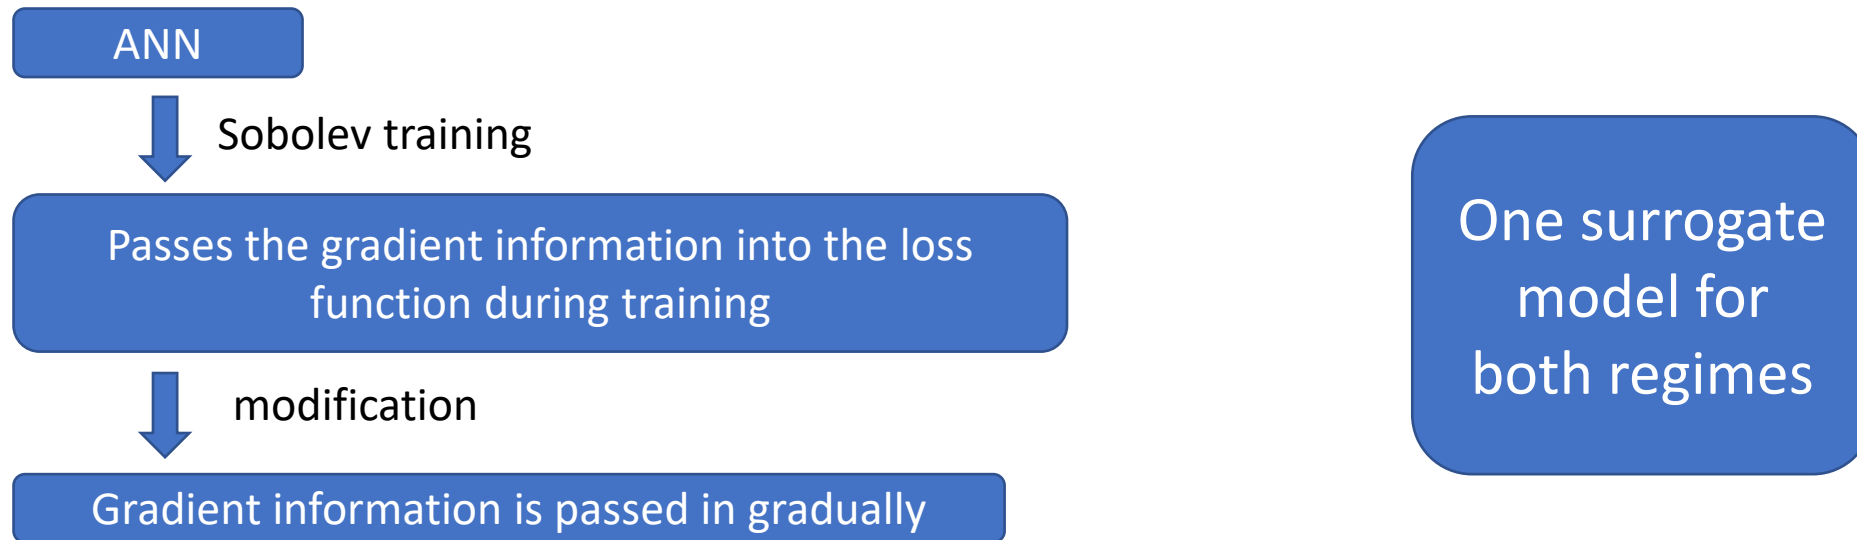 ANN
Sobolev training
Passes the gradient information into the loss
function during training
modification
Gradient information is passed in gradually
One surrogate
model for
both regimes